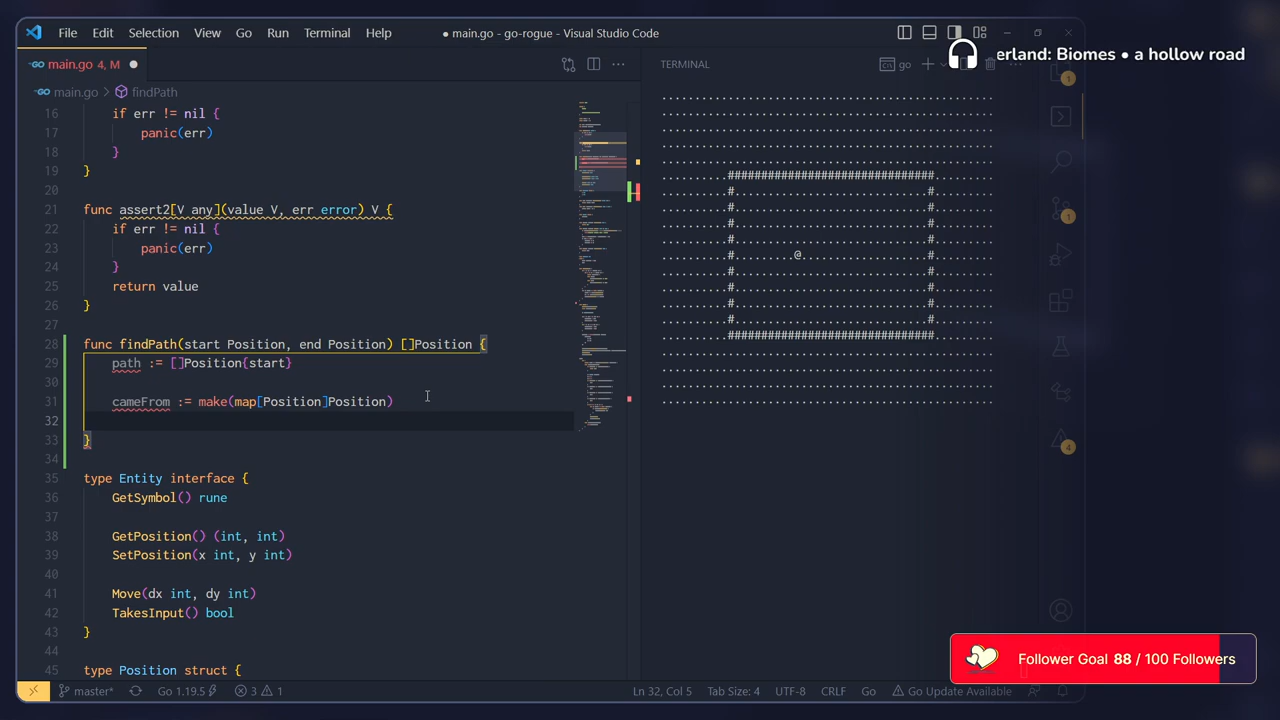 File Edit Selection View Go Run Terminal Help
● main.go - go-rogue - Visual Studio Code
main.go 4, M ●
TERMINAL
go
erland: Biomes • a hollow road
main.go > findPath
16 if err != nil {
17 panic(err)
18 }
19 }
20
21 func assert2[V any](value V, err error) V {
22 if err != nil {
23 panic(err)
24 }
25 return value
26 }
27
28 func findPath(start Position, end Position) []Position {
29 path := []Position{start}
30
31 cameFrom := make(map[Position]Position)
32
33 }
34
35 type Entity interface {
36 GetSymbol() rune
37
38 GetPosition() (int, int)
39 SetPosition(x int, y int)
40
41 Move(dx int, dy int)
42 TakesInput() bool
43 }
44
45 type Position struct {
@
1
1
4
Follower Goal 88 / 100 Followers
master*
Go 1.19.5
3
1
Ln 32, Col 5
Tab Size: 4
UTF-8
CRLF
Go
Go Update Available